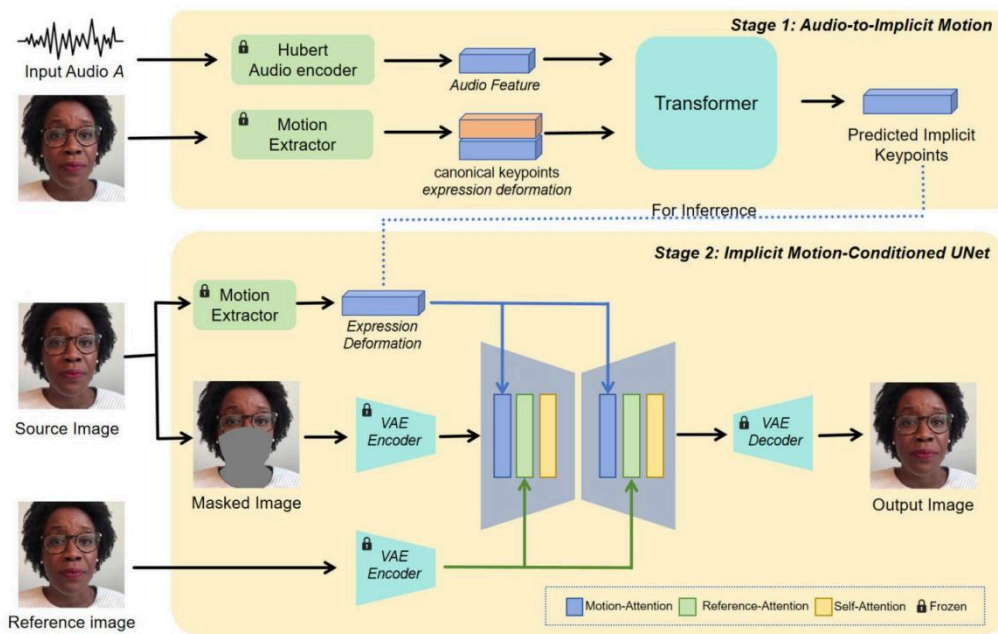 Stage 1: Audio-to-Implicit Motion
Input Audio A
Hubert
Audio encoder
Audio Feature
Transformer
Motion
Extractor
canonical keypoints
expression deformation
Predicted Implicit
Keypoints
For Inferrence
Stage 2: Implicit Motion-Conditioned UNet
Motion
Extractor
Expression
Deformation
Source Image
Masked Image
VAE
Encoder
VAE
Decoder
Output Image
Reference image
VAE
Encoder
Motion-Attention
Reference-Attention
Self-Attention
Frozen